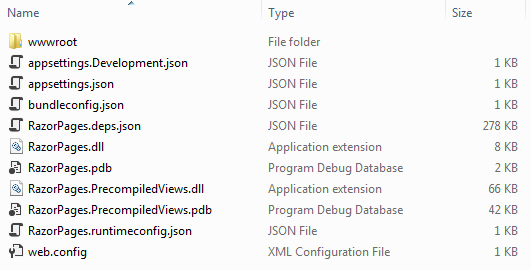 Name Type Size
wwwroot File folder
appsettings.Development.json JSON File 1 KB
appsettings.json JSON File 1 KB
bundleconfig.json JSON File 1 KB
RazorPages.deps.json JSON File 278 KB
RazorPages.dll Application extension 8 KB
RazorPages.pdb Program Debug Database 2 KB
RazorPages.PrecompiledViews.dll Application extension 66 KB
RazorPages.PrecompiledViews.pdb Program Debug Database 42 KB
RazorPages.runtimeconfig.json JSON File 1 KB
web.config XML Configuration File 1 KB